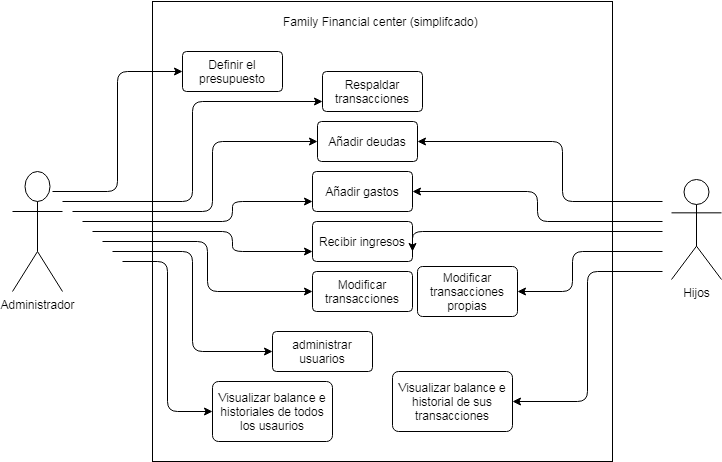 Family Financial center (simplifcado)
Definir el
presupuesto
Respaldar
transacciones
Añadir deudas
Añadir gastos
Recibir ingresos
Modificar
transacciones
Modificar
transacciones
propias
Administrador
Hijos
administrar
usuarios
Visualizar balance e
historiales de todos
los usaurios
Visualizar balance e
historial de sus
transacciones